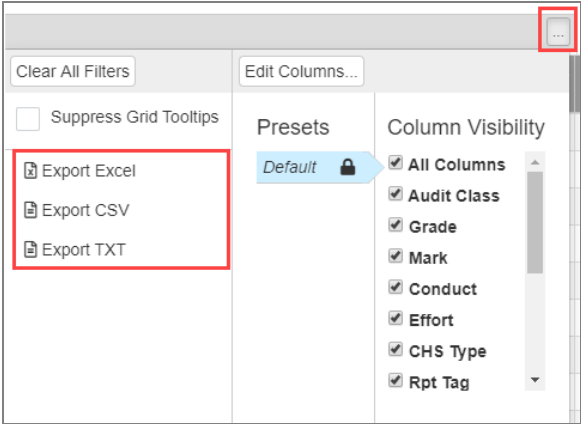 ...
Clear All Filters
Edit Columns...
Suppress Grid Tooltips
Export Excel
Export CSV
Export TXT
Presets
Default
Column Visibility
All Columns
Audit Class
Grade
Mark
Conduct
Effort
CHS Type
Rpt Tag